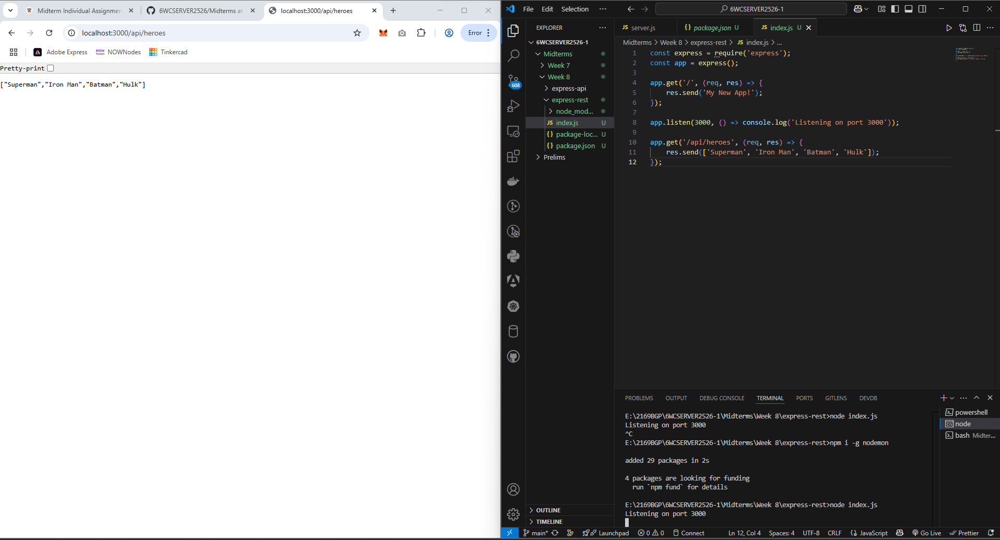 Midterm Individual Assignmen
6WCSERVER2526/Midterms at
localhost:3000/api/heroes
localhost:3000/api/heroes
Error
Adobe Express
NOW Nodes
NOWNodes
TIN KER CAD
Tinkercad
Pretty-print
["Superman","Iron Man","Batman","Hulk"]
File
Edit
Selection
6WCSERVER2526-1
EXPLORER
6WCSERVER2526-1
Midterms
Week 7
Week 8
express-api
express-rest
node_mod...
JS index.js U
{} package-loc... U
{} package.json U
Prelims
608
OUTLINE
TIMELINE
JS server.js
{} package.json U
JS index.js U
Midterms > Week 8 > express-rest > JS index.js > ...
1 const express = require('express');
2 const app = express();
3
4 app.get('/', (req, res) => {
5     res.send('My New App!');
6 });
7
8 app.listen(3000, () => console.log('Listening on port 3000'));
9
10 app.get('/api/heroes', (req, res) => {
11     res.send(['Superman', 'Iron Man', 'Batman', 'Hulk']);
12 });
PROBLEMS
OUTPUT
DEBUG CONSOLE
TERMINAL
PORTS
GITLENS
DEVDB
E:\2169BGP\6WCSERVER2526-1\Midterms\Week 8\express-rest>node index.js
Listening on port 3000
^C
E:\2169BGP\6WCSERVER2526-1\Midterms\Week 8\express-rest>npm i -g nodemon
added 29 packages in 2s
4 packages are looking for funding
  run `npm fund` for details
E:\2169BGP\6WCSERVER2526-1\Midterms\Week 8\express-rest>node index.js
Listening on port 3000
powershell
node
bash Midter...
main*
Launchpad
0
0
Connect
Ln 12, Col 4
Spaces: 4
UTF-8
CRLF
{} JavaScript
Go Live
Prettier